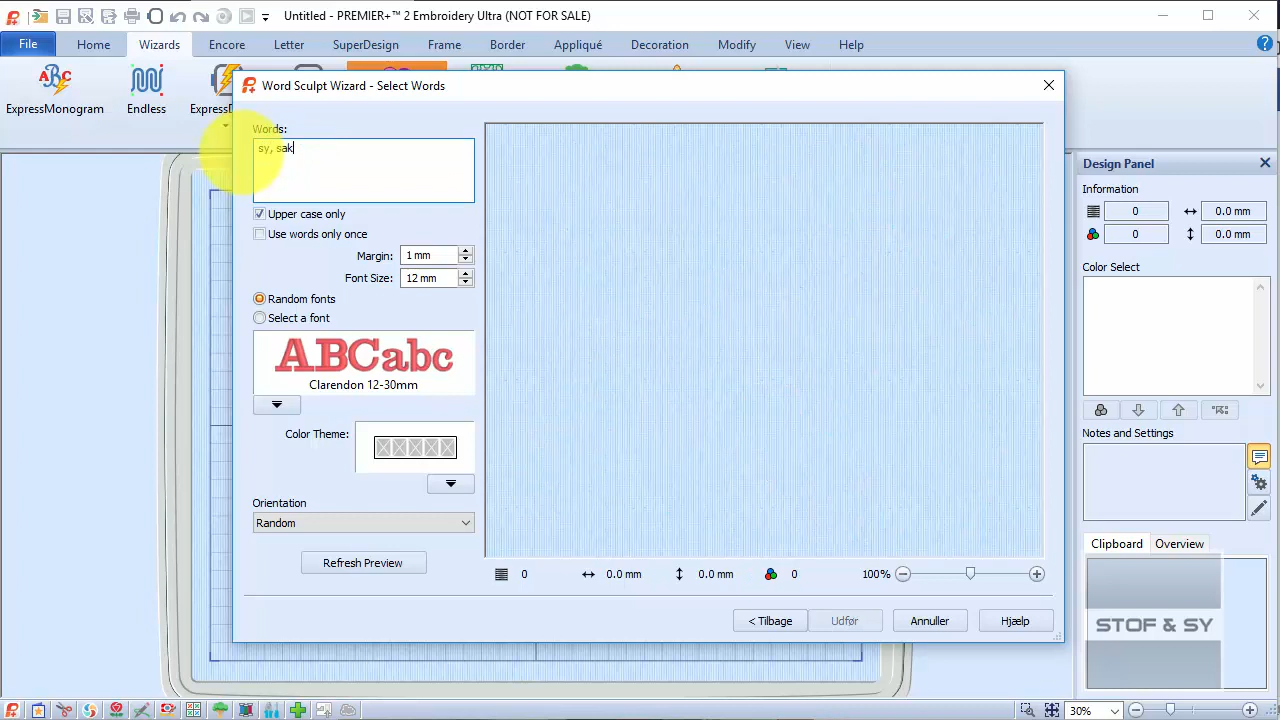 Untitled - PREMIER+™ 2 Embroidery Ultra (NOT FOR SALE)
File Home Wizards Encore Letter SuperDesign Frame Border Appliqué Decoration Modify View Help
ExpressMonogram Endless
Word Sculpt Wizard - Select Words
Words:
sy, sak
Upper case only
Use words only once
Margin: 1 mm
Font Size: 12 mm
Random fonts
Select a font
ABCabc
Clarendon 12-30mm
Color Theme:
Orientation
Random
Refresh Preview
0 0.0 mm 0.0 mm 0 100%
< Tilbage Udfør Annuller Hjælp
Design Panel
Information
0 0.0 mm
0 0.0 mm
Color Select
Notes and Settings
Clipboard Overview
STOF & SY
30%